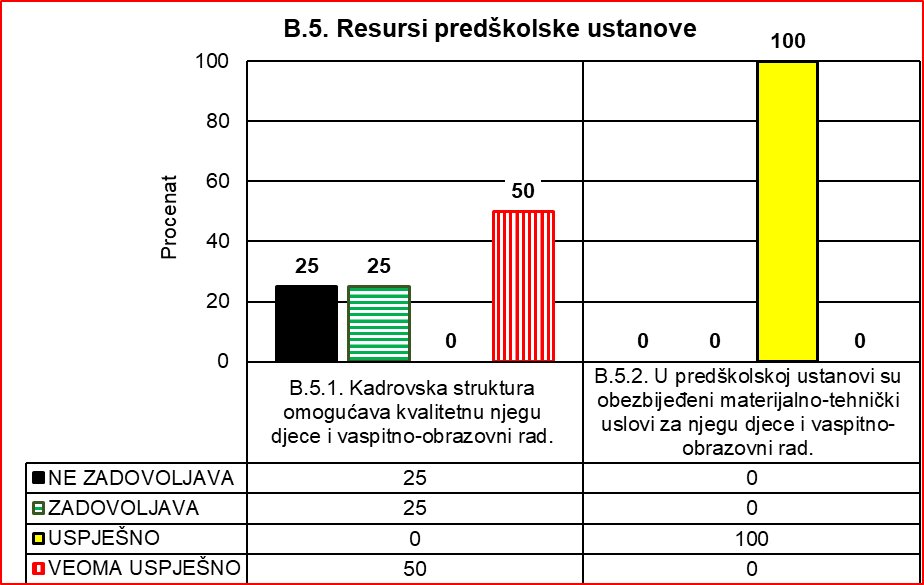 B.5. Resursi predškolske ustanove
100
100
80
60
40
20
0
Procenat
25
25
0
50
0
0
0
B.5.1. Kadrovska struktura
omogućava kvalitetnu njegu
djece i vaspitno-obrazovni rad.
B.5.2. U predškolskoj ustanovi su
obezbijeđeni materijalno-tehnički
uslovi za njegu djece i vaspitno-
obrazovni rad.
NE ZADOVOLJAVA 25 0
ZADOVOLJAVA 25 0
USPJEŠNO 0 100
VEOMA USPJEŠNO 50 0